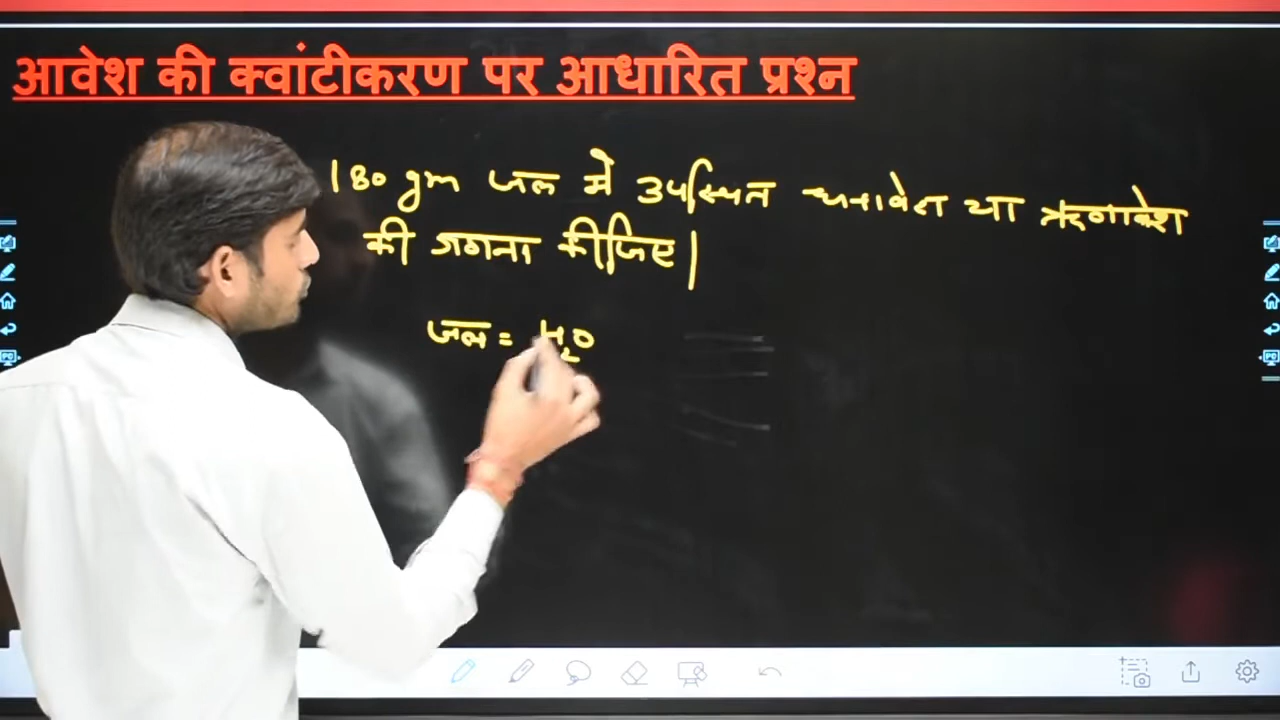 आवेश की क्वांटीकरण पर आधारित प्रश्न
180 gm जल में उपस्थित धनावेश या ऋणावेश
की गणना कीजिए|
जल = H₂O